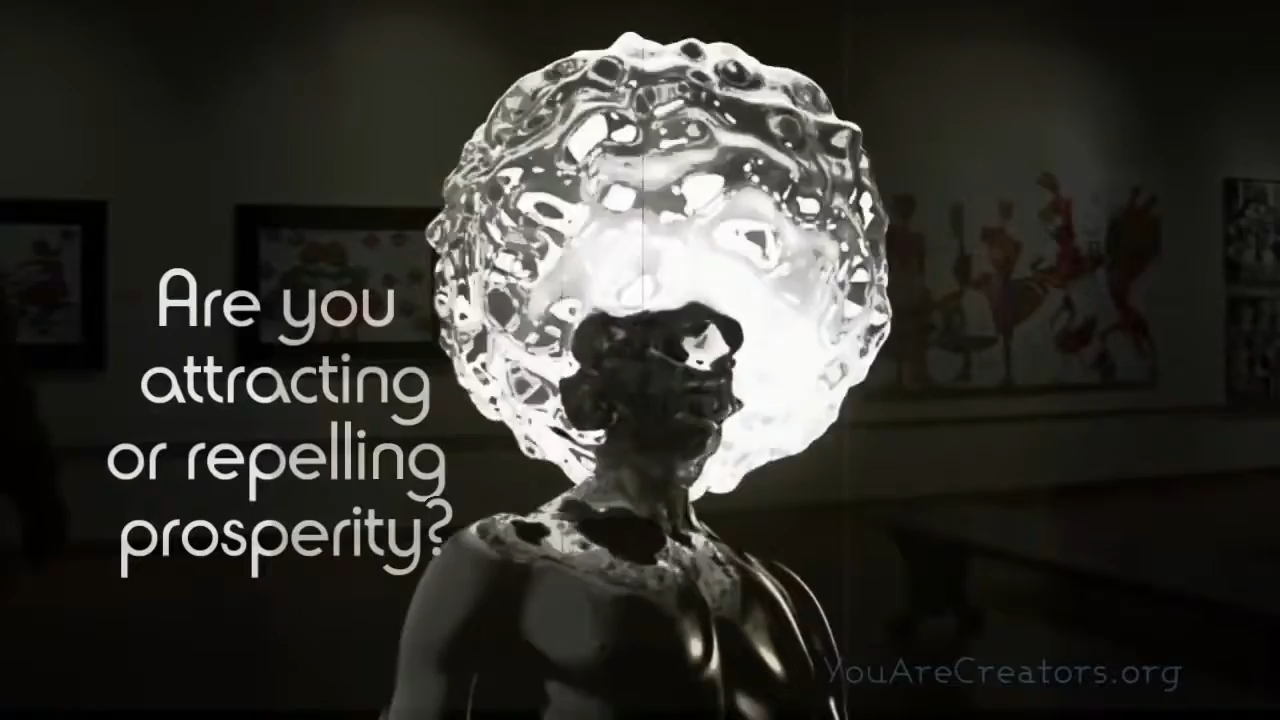 Are you
attracting
or repelling
prosperity?
YouAreCreators.org